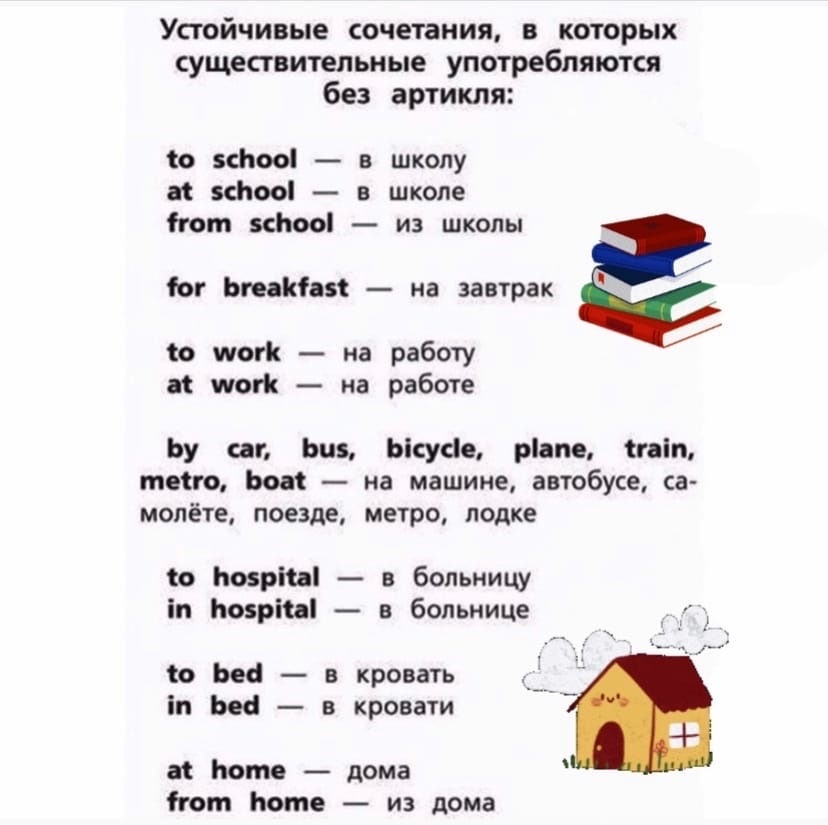 Устойчивые сочетания, в которых
существительные употребляются
без артикля:
to school — в школу
at school — в школе
from school — из школы
for breakfast — на завтрак
to work — на работу
at work — на работе
by car, bus, bicycle, plane, train,
metro, boat — на машине, автобусе, са-
молёте, поезде, метро, лодке
to hospital — в больницу
in hospital — в больнице
to bed — в кровать
in bed — в кровати
at home — дома
from home — из дома